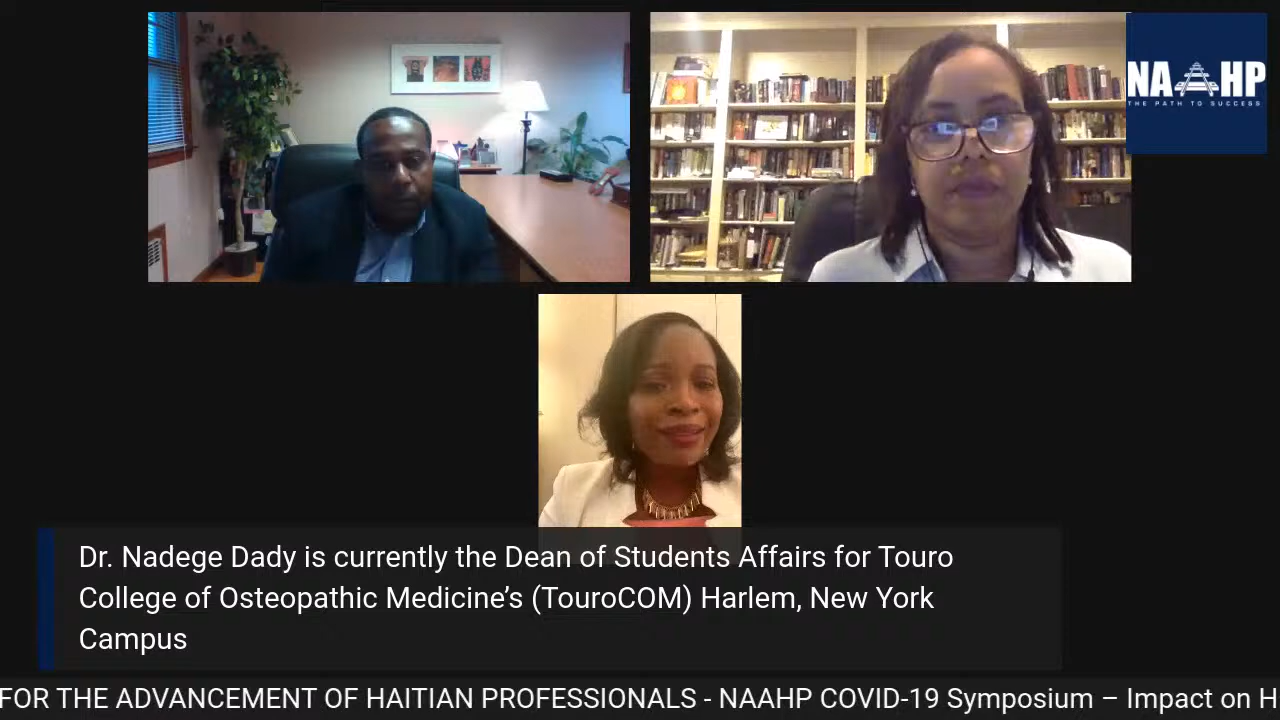 NAAHP
THE PATH TO SUCCESS
Dr. Nadege Dady is currently the Dean of Students Affairs for Touro
College of Osteopathic Medicine’s (TouroCOM) Harlem, New York
Campus
FOR THE ADVANCEMENT OF HAITIAN PROFESSIONALS - NAAHP COVID-19 Symposium – Impact on H